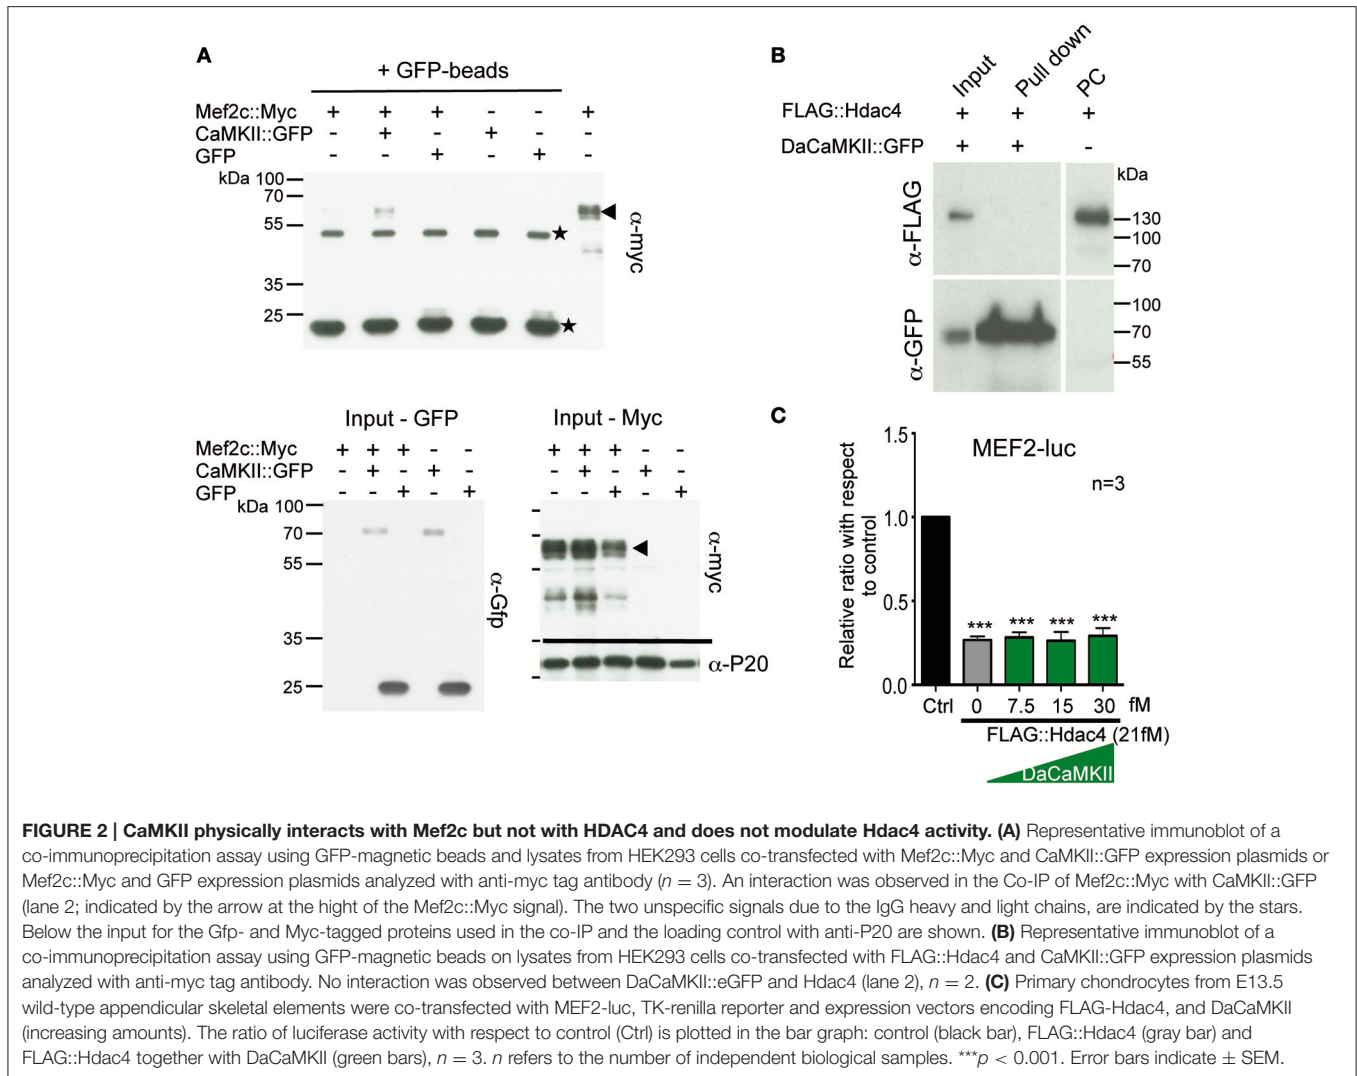 A
+ GFP-beads
Mef2c::Myc + + + - - +
CaMKII::GFP - + - + - -
GFP - - + - + -
kDa 100
70
55
35
25
α-myc
Input - GFP
Mef2c::Myc + + + - -
CaMKII::GFP - + - + -
GFP - - + - +
kDa 100
70
55
35
25
α-Gfp
Input - Myc
+ + + - -
- + - + -
- - + - +
α-myc
α-P20
B
Input Pull down PC
FLAG::Hdac4 + + +
DaCaMKII::GFP + + -
kDa
α-FLAG
130
100
70
α-GFP
100
70
55
C
MEF2-luc
n=3
Relative ratio with respect
to control
1.5
1.0
0.5
0.0
*** *** *** ***
Ctrl 0 7.5 15 30 fM
FLAG::Hdac4 (21fM)
DaCaMKII
FIGURE 2 | CaMKII physically interacts with Mef2c but not with HDAC4 and does not modulate Hdac4 activity. (A) Representative immunoblot of a
co-immunoprecipitation assay using GFP-magnetic beads and lysates from HEK293 cells co-transfected with Mef2c::Myc and CaMKII::GFP expression plasmids or
Mef2c::Myc and GFP expression plasmids analyzed with anti-myc tag antibody (n = 3). An interaction was observed in the Co-IP of Mef2c::Myc with CaMKII::GFP
(lane 2; indicated by the arrow at the hight of the Mef2c::Myc signal). The two unspecific signals due to the IgG heavy and light chains, are indicated by the stars.
Below the input for the Gfp- and Myc-tagged proteins used in the co-IP and the loading control with anti-P20 are shown. (B) Representative immunoblot of a
co-immunoprecipitation assay using GFP-magnetic beads on lysates from HEK293 cells co-transfected with FLAG::Hdac4 and CaMKII::GFP expression plasmids
analyzed with anti-myc tag antibody. No interaction was observed between DaCaMKII::eGFP and Hdac4 (lane 2), n = 2. (C) Primary chondrocytes from E13.5
wild-type appendicular skeletal elements were co-transfected with MEF2-luc, TK-renilla reporter and expression vectors encoding FLAG-Hdac4, and DaCaMKII
(increasing amounts). The ratio of luciferase activity with respect to control (Ctrl) is plotted in the bar graph: control (black bar), FLAG::Hdac4 (gray bar) and
FLAG::Hdac4 together with DaCaMKII (green bars), n = 3. n refers to the number of independent biological samples. ***p < 0.001. Error bars indicate ± SEM.